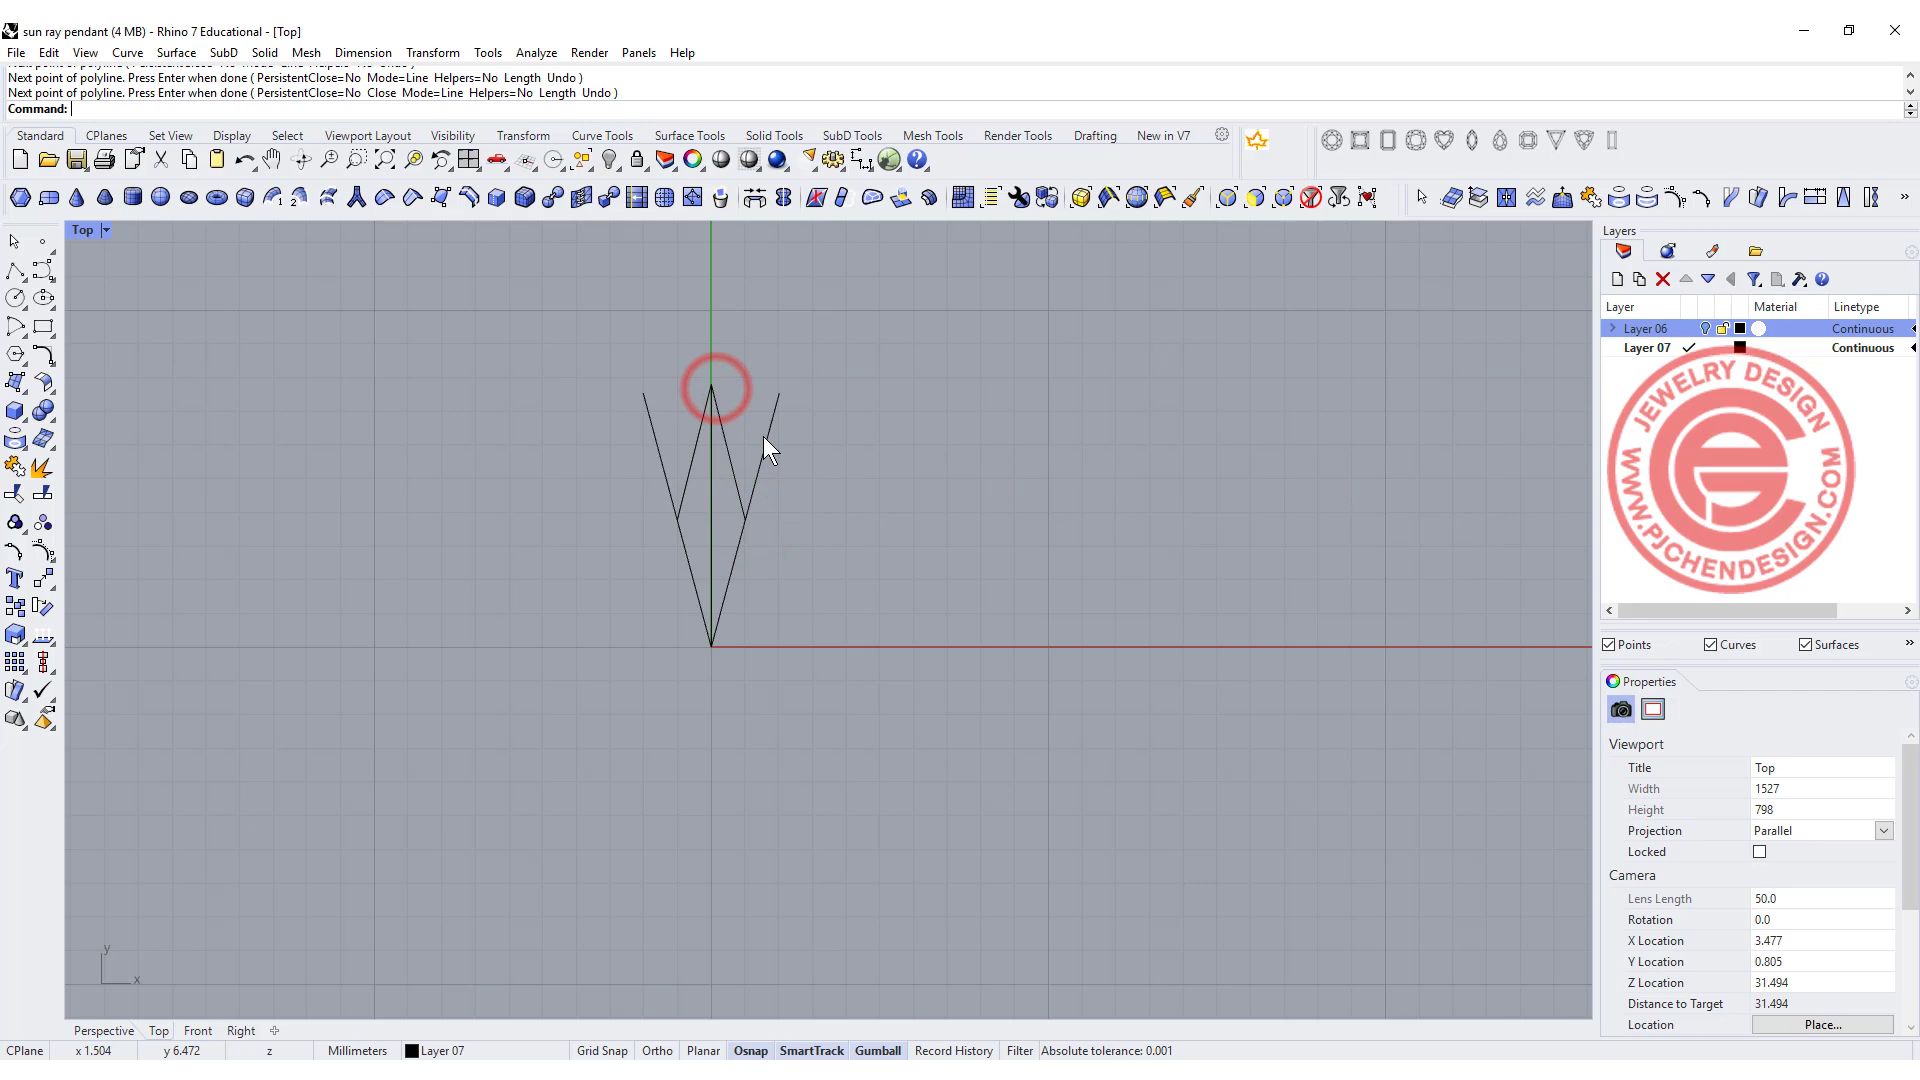 sun ray pendant (4 MB) - Rhino 7 Educational - [Top]
File Edit View Curve Surface SubD Solid Mesh Dimension Transform Tools Analyze Render Panels Help
Next point of polyline. Press Enter when done ( PersistentClose=No Mode=Line Helpers=No Length Undo )
Next point of polyline. Press Enter when done ( PersistentClose=No Close Mode=Line Helpers=No Length Undo )
Command:
Standard CPlanes Set View Display Select Viewport Layout Visibility Transform Curve Tools Surface Tools Solid Tools SubD Tools Mesh Tools Render Tools Drafting New in V7
Top
Layers
Layer Material Linetype
Layer 06 Continuous
Layer 07 Continuous
JEWELRY DESIGN
WWW.PJCHENDESIGN.COM
Points Curves Surfaces
Properties
Viewport
Title Top
Width 1527
Height 798
Projection Parallel
Locked
Camera
Lens Length 50.0
Rotation 0.0
X Location 3.477
Y Location 0.805
Z Location 31.494
Distance to Target 31.494
Location Place...
y
x
Perspective Top Front Right
CPlane x 1.504 y 6.472 z Millimeters Layer 07 Grid Snap Ortho Planar Osnap SmartTrack Gumball Record History Filter Absolute tolerance: 0.001